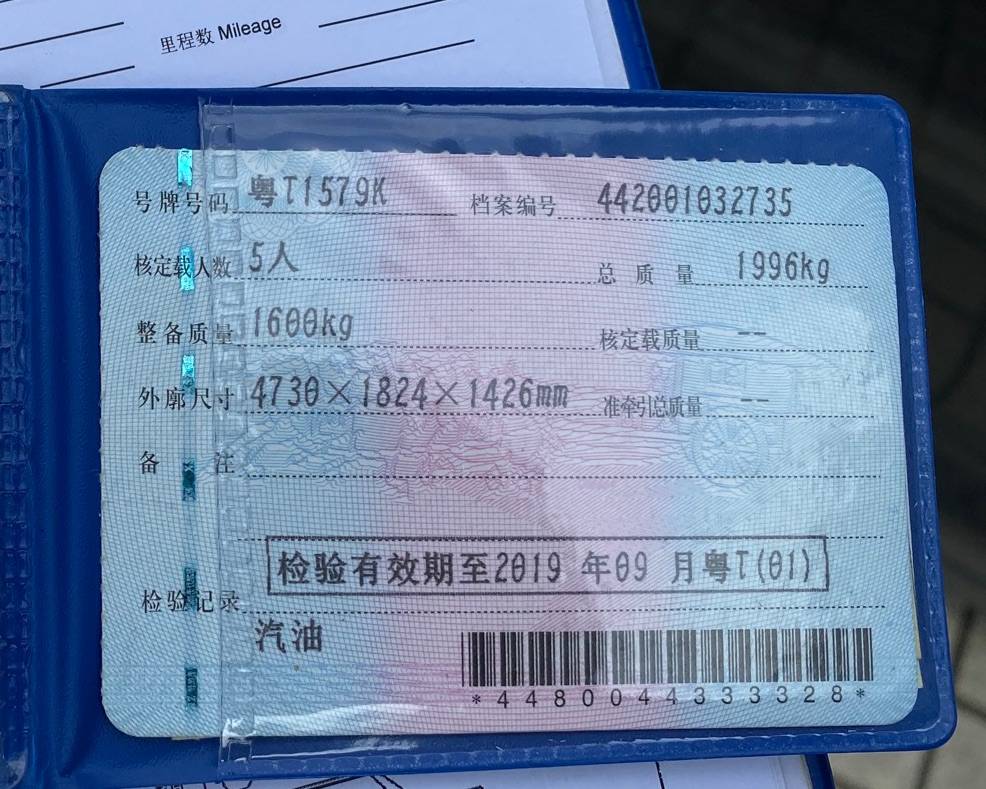 里程数 Mileage
号牌号码 粤T1579K 档案编号 442001032735
核定载人数 5人 总质量 1996kg
整备质量 1600kg 核定载质量 --
外廓尺寸 4730×1824×1426mm 准牵引总质量 --
备注
检验有效期至2019 年09 月粤T(01)
检验记录
汽油
*4480044333328*